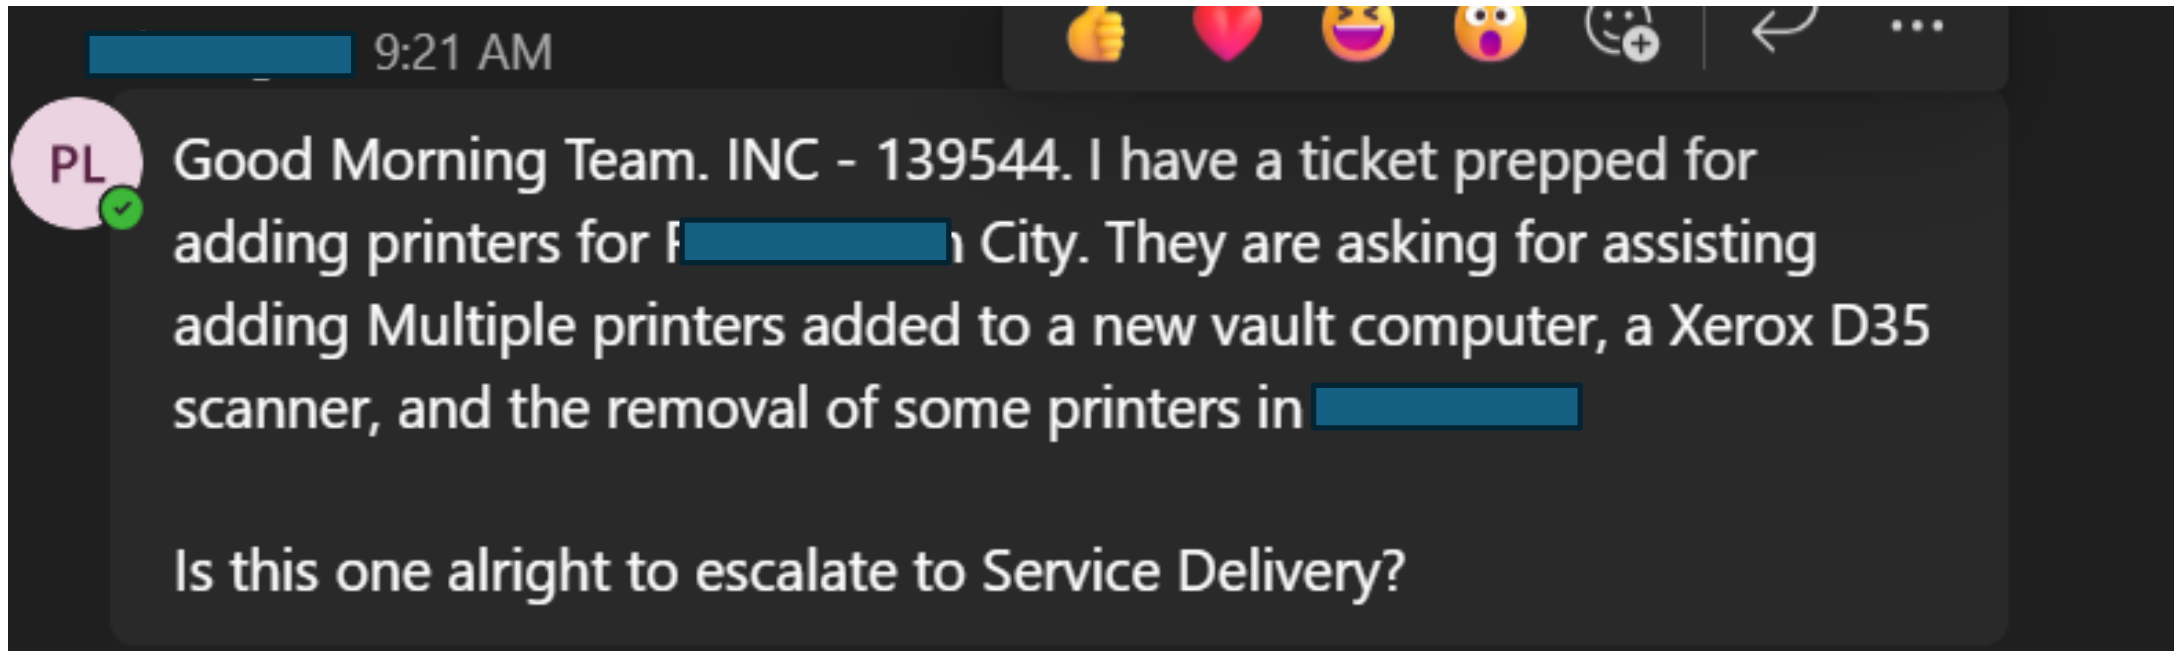 9:21 AM
PL
Good Morning Team. INC - 139544. I have a ticket prepped for
adding printers for City. They are asking for assisting
adding Multiple printers added to a new vault computer, a Xerox D35
scanner, and the removal of some printers in
Is this one alright to escalate to Service Delivery?